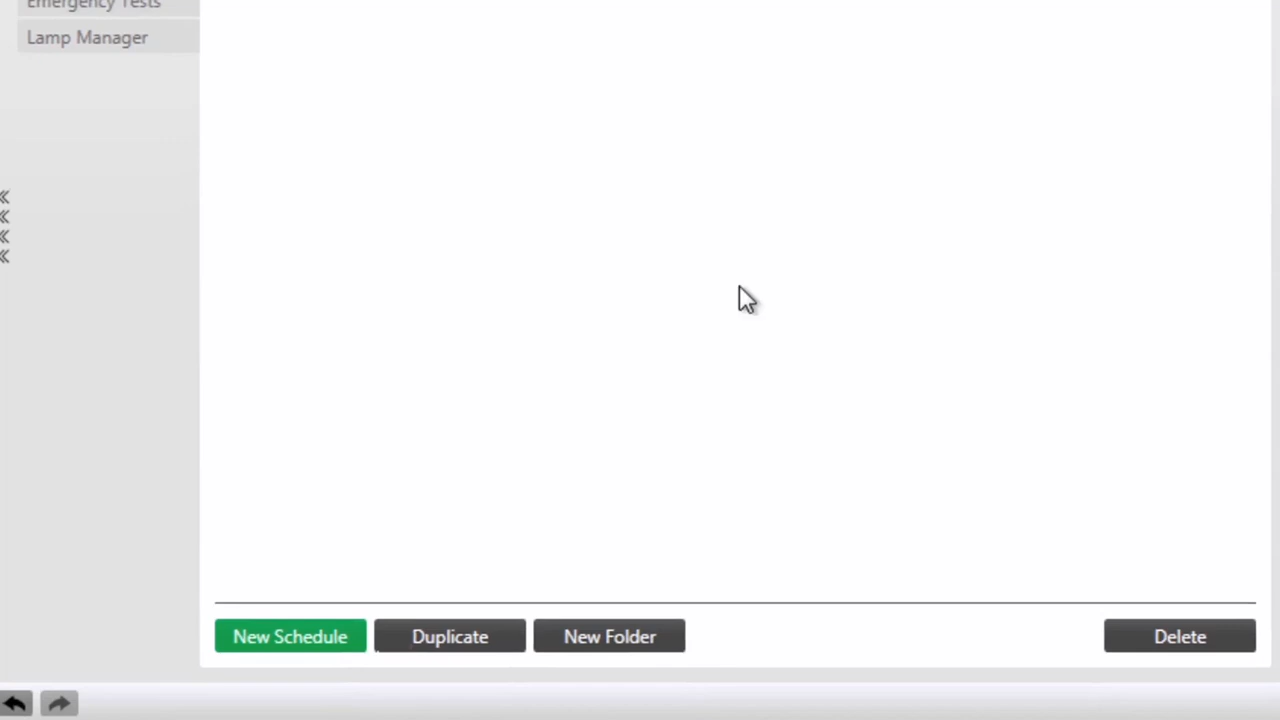 Emergency Tests
Lamp Manager
New Schedule
Duplicate
New Folder
Delete